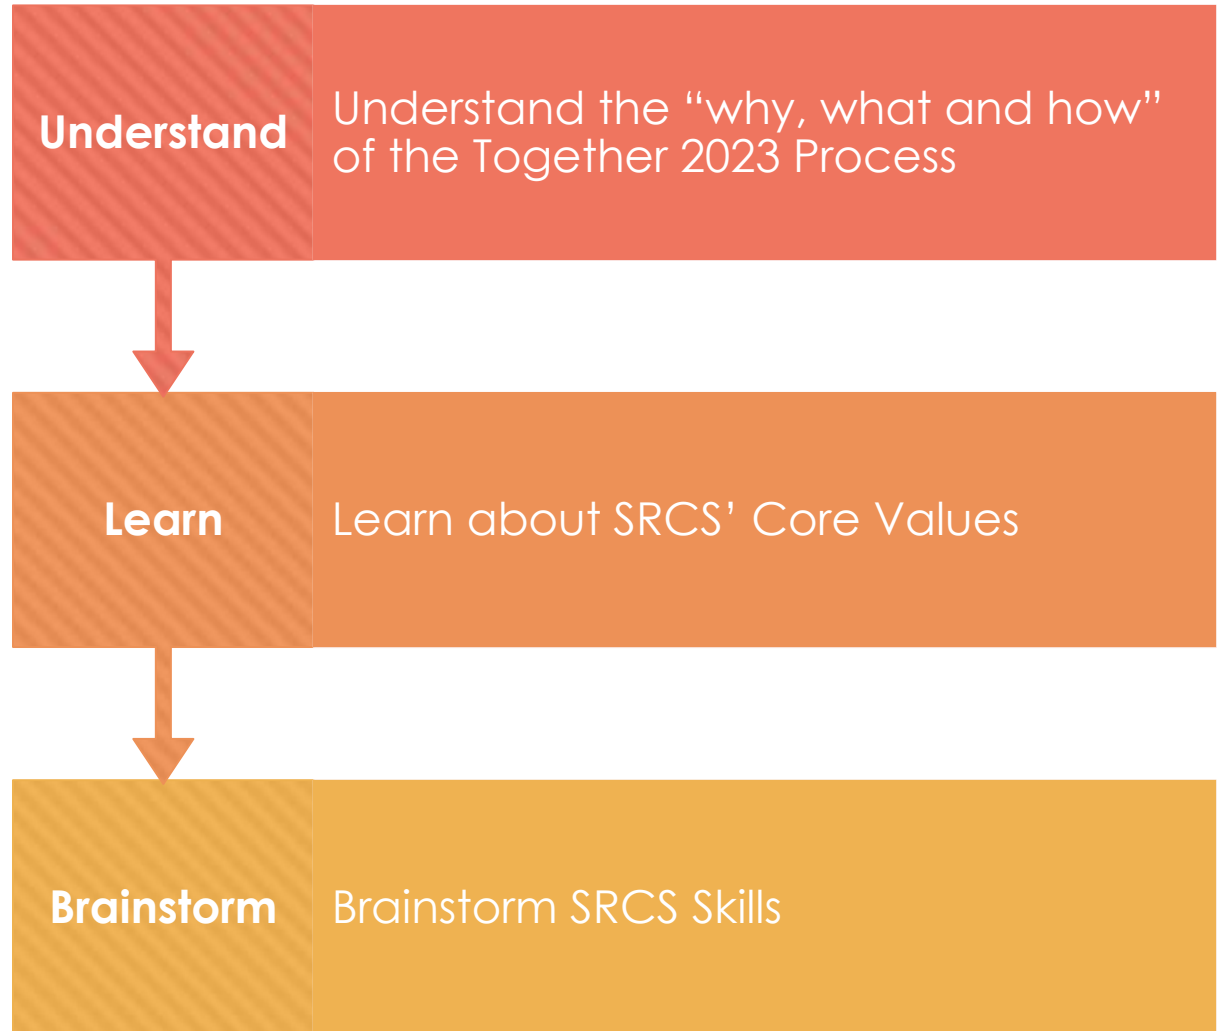 Understand
Understand the “why, what and how”
of the Together 2023 Process
Learn
Learn about SRCS’ Core Values
Brainstorm
Brainstorm SRCS Skills